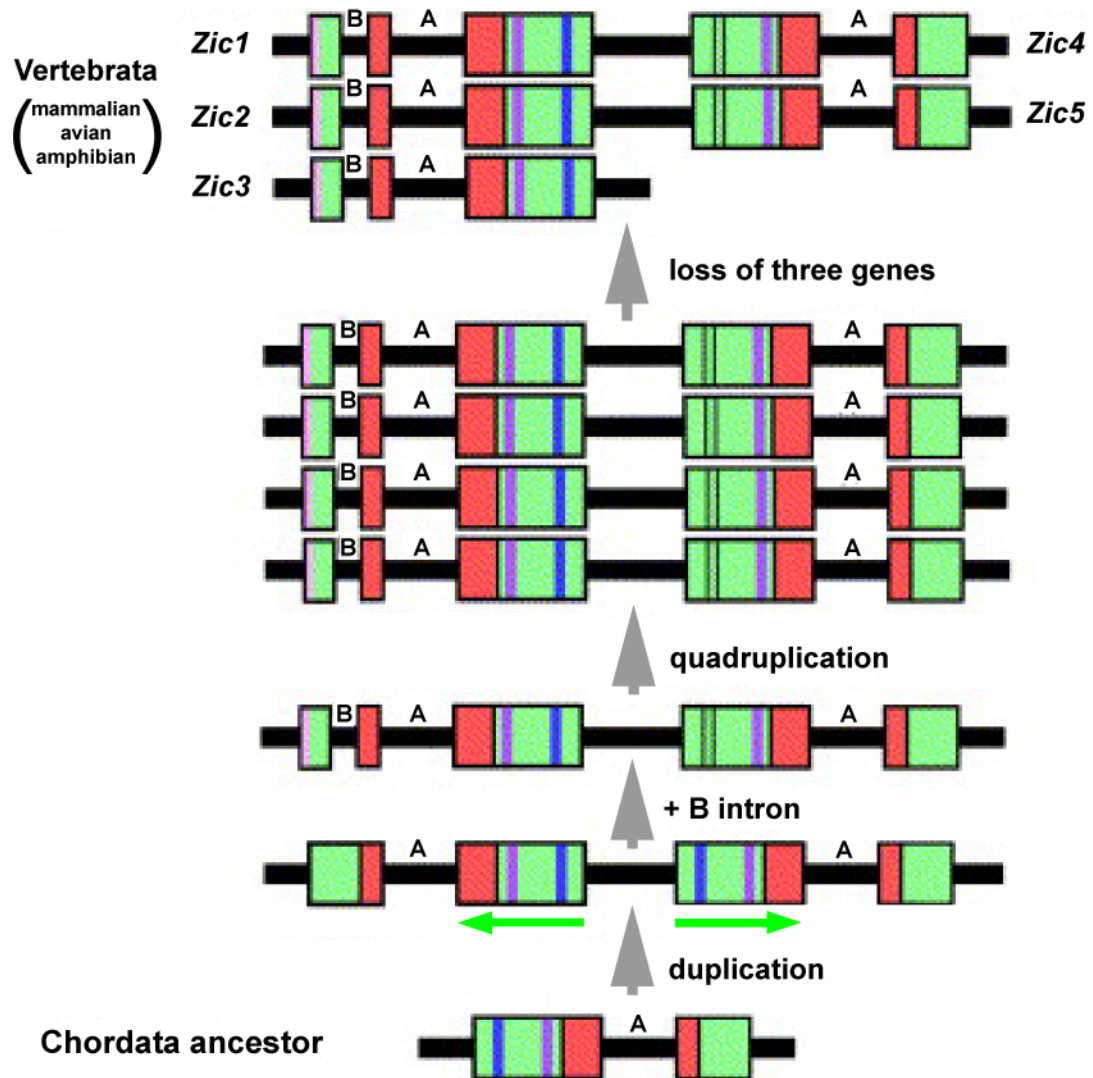 B A A
Zic1 Zic4
Vertebrata
B A A
(mammalian
avian
amphibian)
Zic2 Zic5
B A
Zic3
loss of three genes
B A A
B A A
B A A
B A A
quadruplication
B A A
+ B intron
A A
duplication
A
Chordata ancestor